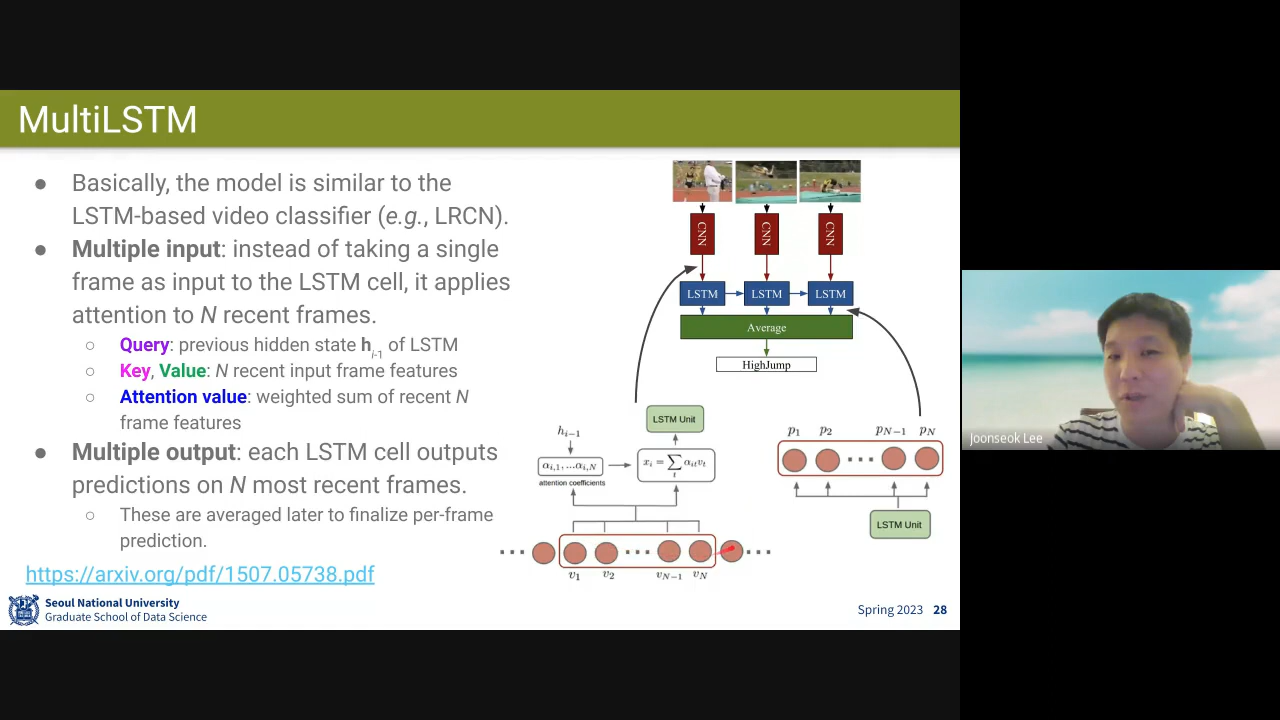 MultiLSTM
● Basically, the model is similar to the
LSTM-based video classifier (e.g., LRCN).
● Multiple input: instead of taking a single
frame as input to the LSTM cell, it applies
attention to N recent frames.
○ Query: previous hidden state h_{i-1} of LSTM
○ Key, Value: N recent input frame features
○ Attention value: weighted sum of recent N
frame features
● Multiple output: each LSTM cell outputs
predictions on N most recent frames.
○ These are averaged later to finalize per-frame
prediction.
https://arxiv.org/pdf/1507.05738.pdf
CNN CNN CNN
LSTM LSTM LSTM
Average
HighJump
LSTM Unit
h_{i-1}
α_{i,1}, ...α_{i,N}
x_i = ∑_t α_{it}v_t
attention coefficients
v_1 v_2 ... v_{N-1} v_N
p_1 p_2 p_{N-1} p_N
LSTM Unit
Joonseok Lee
Seoul National University
Graduate School of Data Science
Spring 2023 28